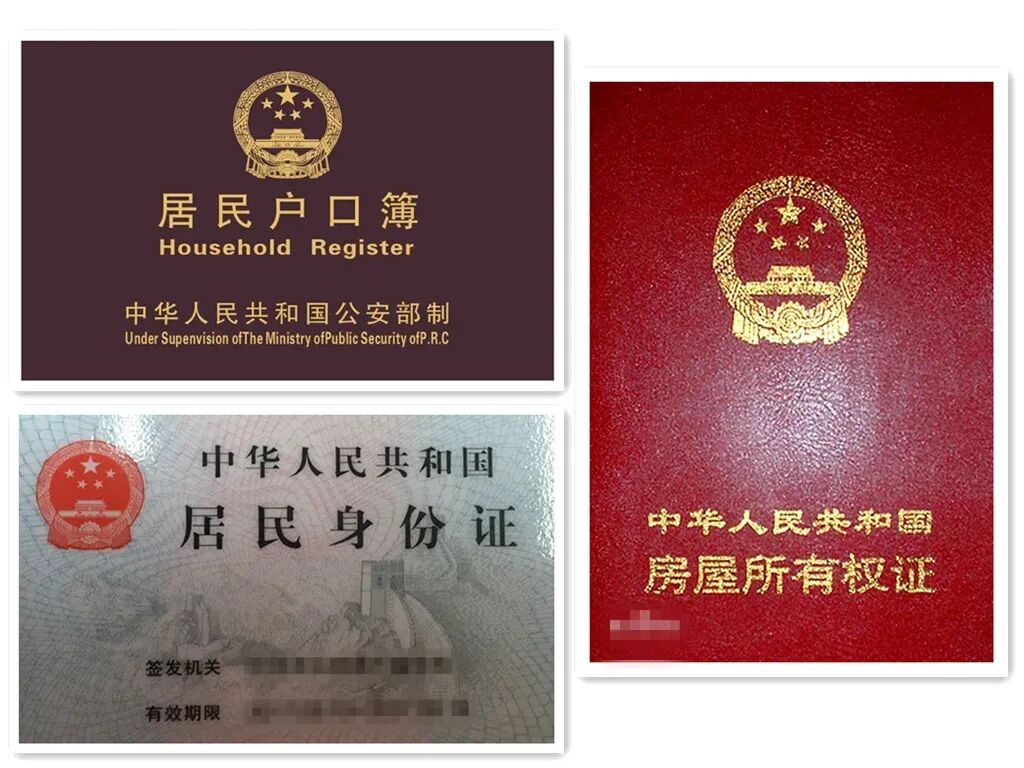 居民户口簿
Household Register
中华人民共和国公安部制
Under Supenvision ofThe Ministry ofPublic Security ofP.R.C
中华人民共和国
居民身份证
签发机关
有效期限
中华人民共和国
房屋所有权证